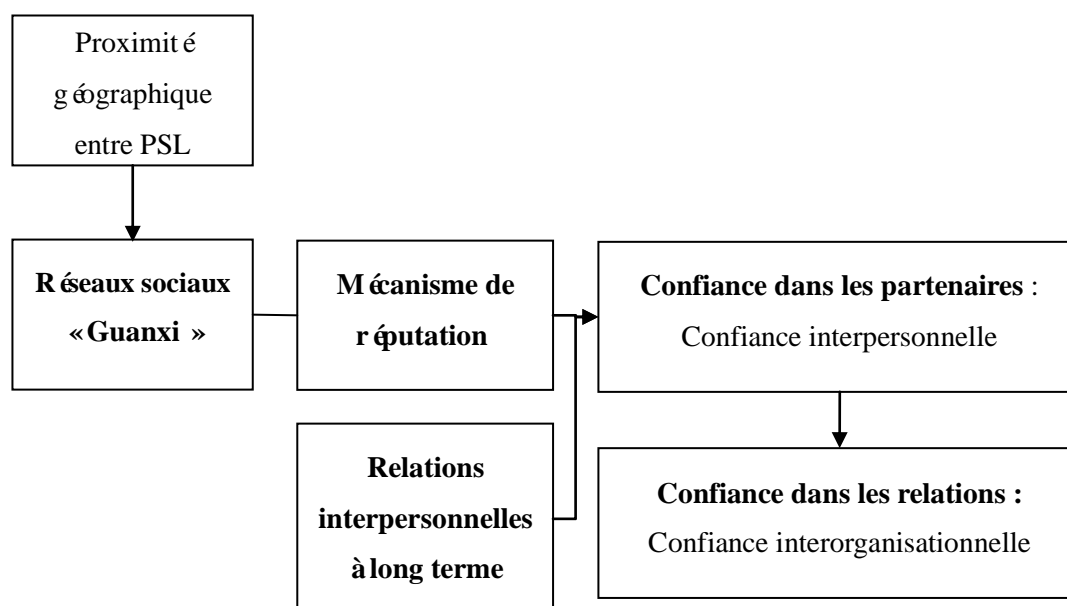 Proximité
géographique
entre PSL
Réseaux sociaux
« Guanxi »
Mécanisme de
réputation
Confiance dans les partenaires :
Confiance interpersonnelle
Relations
interpersonnelles
à long terme
Confiance dans les relations :
Confiance interorganisationnelle